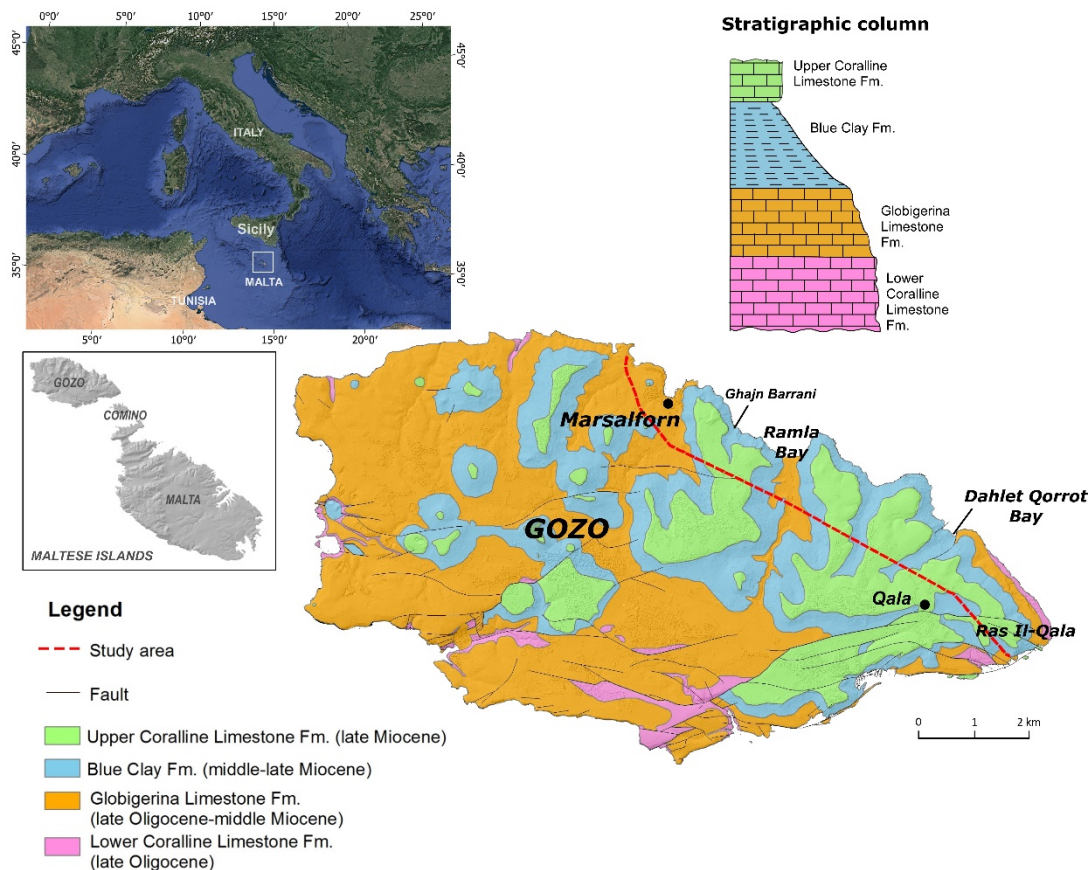 0°0' 5°0' 10°0' 15°0' 20°0' 25°0'
45°0'
40°0'
35°0'
45°0'
40°0'
35°0'
5°0' 10°0' 15°0' 20°0'
ITALY
Sicily
MALTA
TUNISIA
Stratigraphic column
Upper Coralline
Limestone Fm.
Blue Clay Fm.
Globigerina
Limestone
Fm.
Lower
Coralline
Limestone
Fm.
GOZO
COMINO
MALTA
MALTESE ISLANDS
Marsalforn
Ghajn Barrani
Ramla
Bay
Dahlet Qorrot
Bay
GOZO
Qala
Ras Il-Qala
0 1 2 km
Legend
Study area
Fault
Upper Coralline Limestone Fm. (late Miocene)
Blue Clay Fm. (middle-late Miocene)
Globigerina Limestone Fm.
(late Oligocene-middle Miocene)
Lower Coralline Limestone Fm.
(late Oligocene)